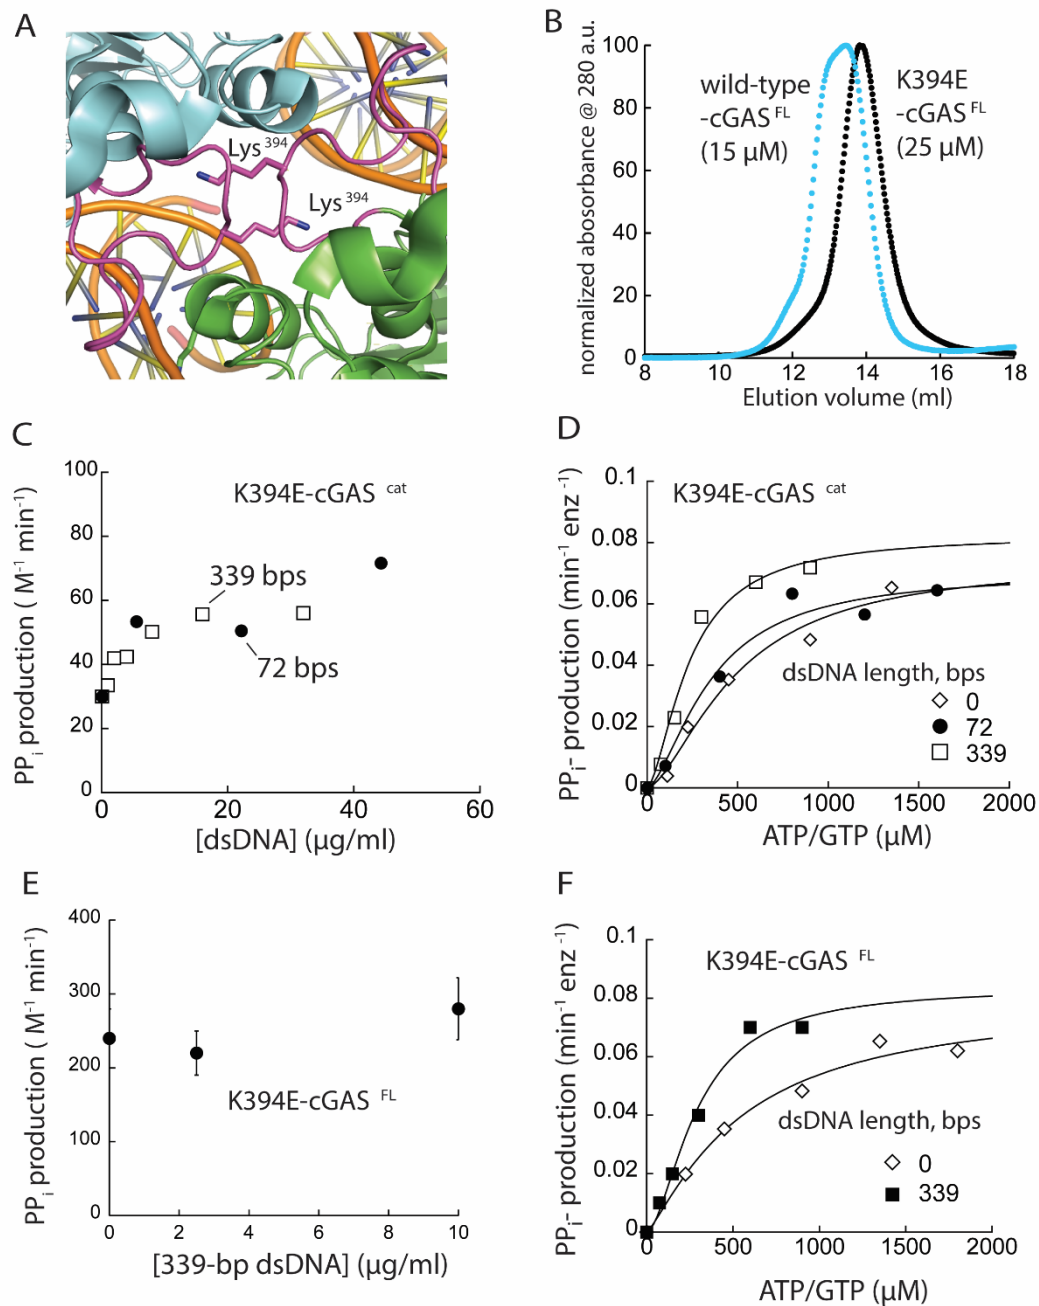 A
Lys394
Lys394
B
normalized abosorbance @ 280 a.u.
100
80
60
40
20
0
wild-type
-cGAS FL
(15 µM)
K394E
-cGAS FL
(25 µM)
8 10 12 14 16 18
Elution volume (ml)
C
PPi production ( M-1 min-1)
100
80
60
40
20
0
K394E-cGAS cat
339 bps
72 bps
0 20 40 60
[dsDNA] (µg/ml)
D
PPi- production (min-1 enz -1)
0.1
0.08
0.06
0.04
0.02
0
K394E-cGAS cat
dsDNA length, bps
0
72
339
0 500 1000 1500 2000
ATP/GTP (µM)
E
PPi production ( M-1 min-1)
400
300
200
100
0
K394E-cGAS FL
0 2 4 6 8 10
[339-bp dsDNA] (µg/ml)
F
PPi- production (min-1 enz -1)
0.1
0.08
0.06
0.04
0.02
0
K394E-cGAS FL
dsDNA length, bps
0
339
0 500 1000 1500 2000
ATP/GTP (µM)